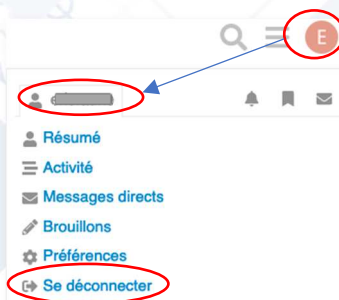 E
Résumé
Activité
Messages directs
Brouillons
Préférences
Se déconnecter